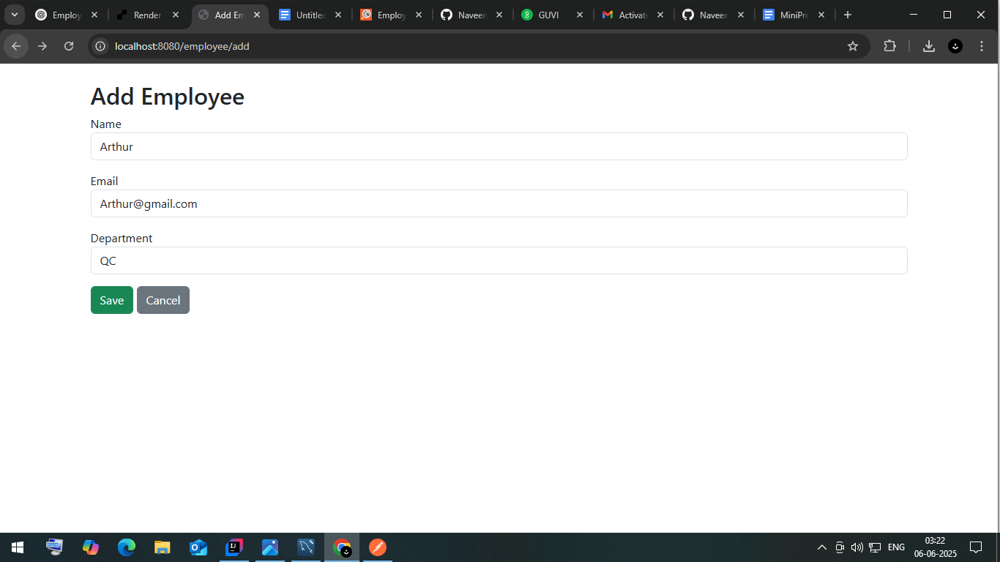 Employ
Render
Add Em
Untitled
Employ
Naveen
GUVI
Activate
Naveen
MiniPro
localhost:8080/employee/add
Add Employee
Name
Arthur
Email
Arthur@gmail.com
Department
QC
Save Cancel
ENG
03:22
06-06-2025